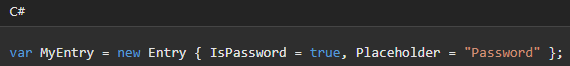 C#
var MyEntry = new Entry { IsPassword = true, Placeholder = "Password" };